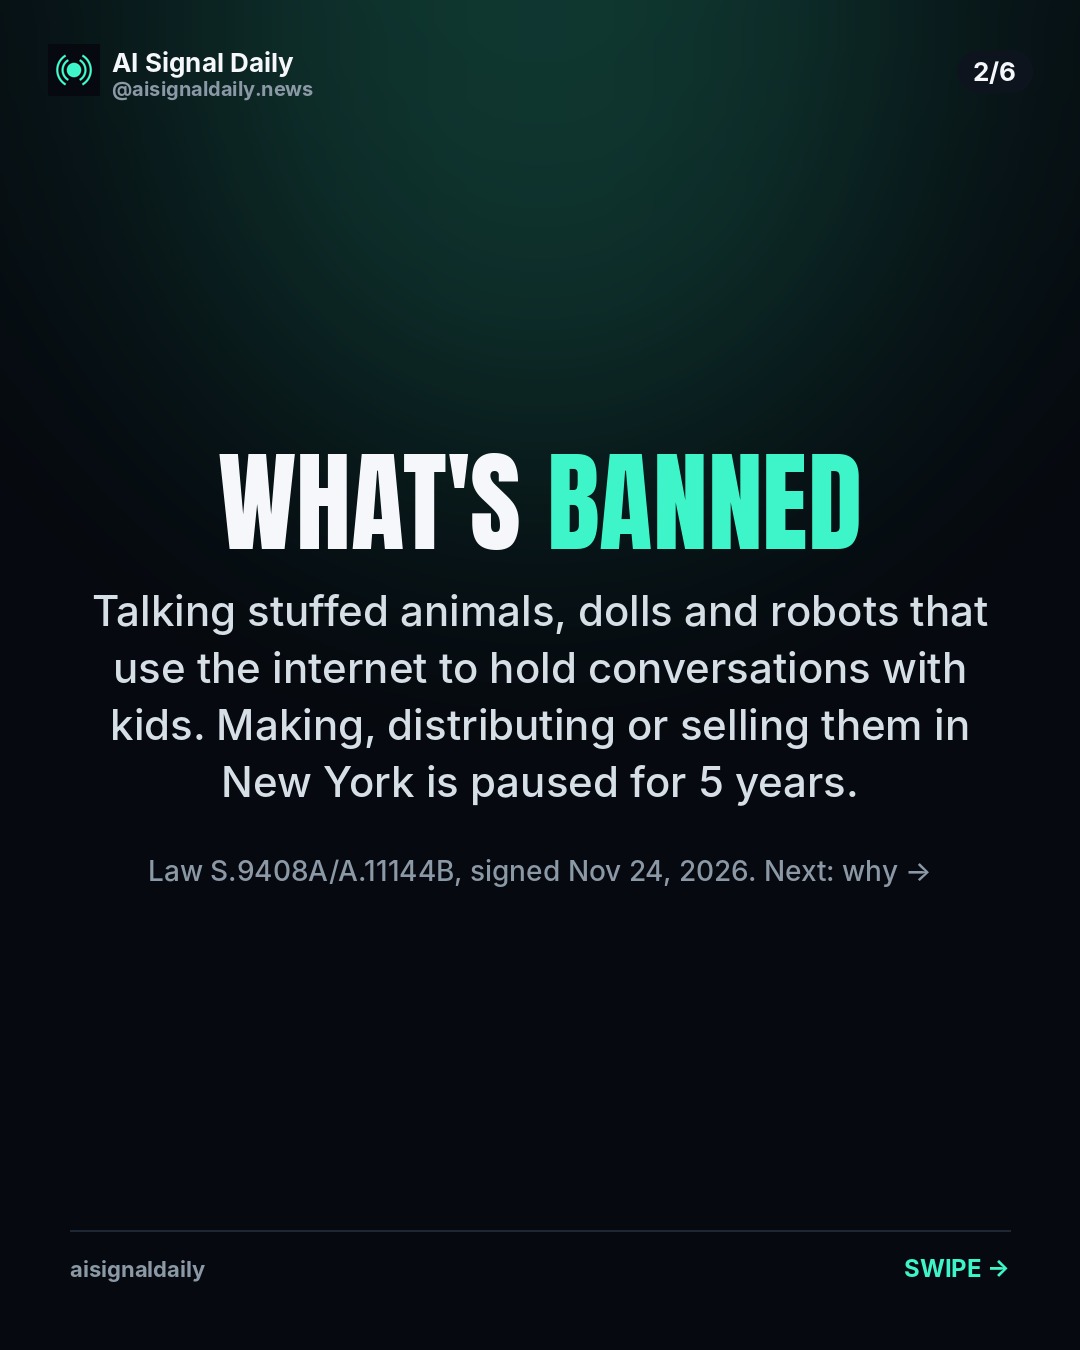 AI Signal Daily
@aisignaldaily.news
2/6
WHAT'S BANNED
Talking stuffed animals, dolls and robots that
use the internet to hold conversations with
kids. Making, distributing or selling them in
New York is paused for 5 years.
Law S.9408A/A.11144B, signed Nov 24, 2026. Next: why →
aisignaldaily
SWIPE →